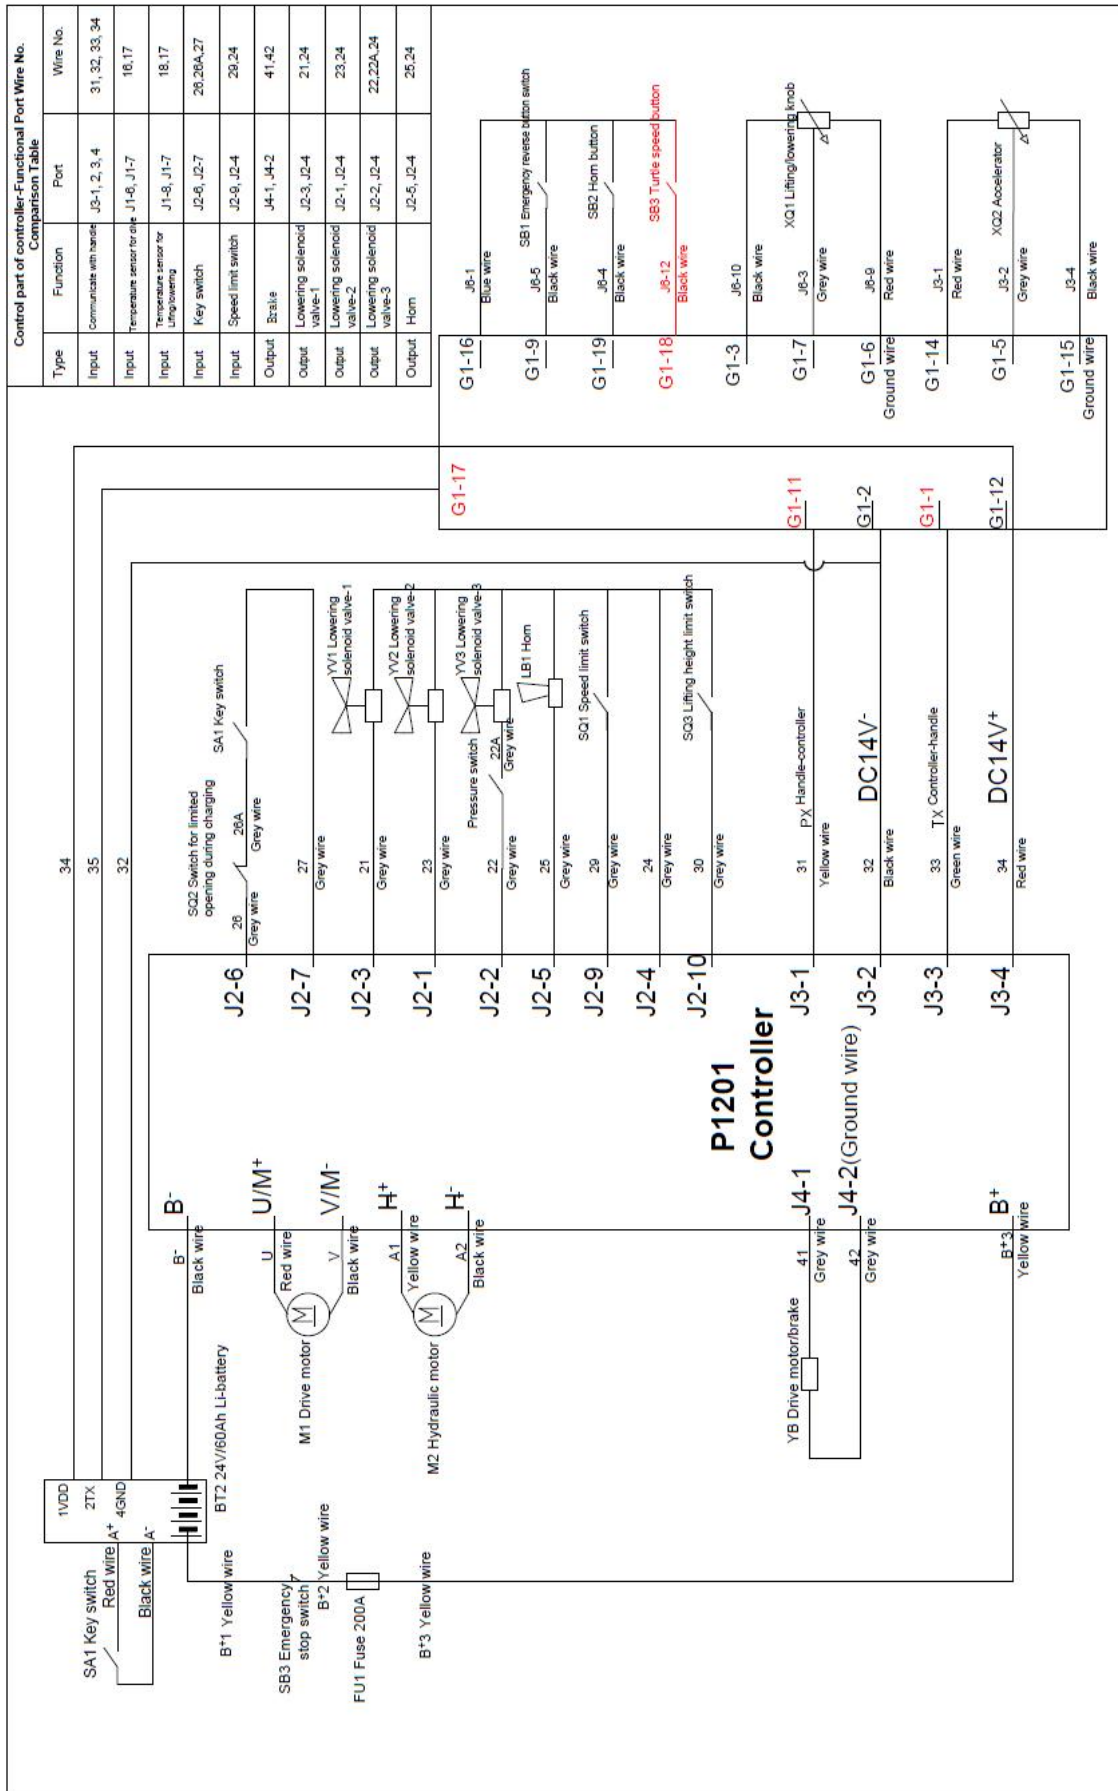 Control part of controller-Functional Port Wire No.
Comparison Table
Type Function Port Wire No.
Input Communicate with handle J3-1, 2, 3, 4 31, 32, 33, 34
Input Temperature sensor for dive J1-6, J1-7 16,17
Input Temperature sensor for
Lifting/lowering J1-8, J1-7 18,17
Input Key switch J2-6, J2-7 26,26A,27
Input Speed limit switch J2-9, J2-4 29,24
Output Brake J4-1, J4-2 41,42
Output Lowering solenoid
valve-1 J2-3, J2-4 21,24
Output Lowering solenoid
valve-2 J2-1, J2-4 23,24
Output Lowering solenoid
valve-3 J2-2, J2-4 22,22A,24
Output Horn J2-5, J2-4 25,24
1VDD
2TX
4GND
A+
A-
SA1 Key switch
Red wire
Black wire
BT2 24V/60Ah Li-battery
B+1 Yellow wire
SB3 Emergency
stop switch
B+2 Yellow wire
FU1 Fuse 200A
B+3 Yellow wire
34
35
32
B-
Black wire
B-
U
Red wire
U/M+
V
Black wire
V/M-
M
M1 Drive motor
A1
Yellow wire
H+
A2
Black wire
H-
M
M2 Hydraulic motor
YB Drive motor/brake
41
Grey wire
J4-1
42
Grey wire
J4-2(Ground wire)
B+3
Yellow wire
B+
P1201
Controller
J2-6
26
Grey wire
SQ2 Switch for limited
opening during charging
26A
Grey wire
SA1 Key switch
J2-7
27
Grey wire
J2-3
21
Grey wire
YV1 Lowering
solenoid valve-1
J2-1
23
Grey wire
YV2 Lowering
solenoid valve-2
J2-2
22
Grey wire
Pressure switch
22A
Grey wire
YV3 Lowering
solenoid valve-3
J2-5
25
Grey wire
LB1 Horn
J2-9
29
Grey wire
SQ1 Speed limit switch
J2-4
24
Grey wire
J2-10
30
Grey wire
SQ3 Lifting height limit switch
J3-1
31
Yellow wire
PX Handle-controller
G1-11
J3-2
32
Black wire
DC14V-
G1-2
J3-3
33
Green wire
TX Controller-handle
G1-1
J3-4
34
Red wire
DC14V+
G1-12
G1-17
G1-16
J6-1
Blue wire
G1-9
J6-5
Black wire
SB1 Emergency reverse button switch
G1-19
J6-4
Black wire
SB2 Horn button
G1-18
J6-12
Black wire
SB3 Turtle speed button
G1-3
J6-10
Black wire
G1-7
J6-3
Grey wire
XQ1 Lifting/lowering knob
G1-6
Ground wire
J6-9
Red wire
G1-14
J3-1
Red wire
G1-5
J3-2
Grey wire
XQ2 Accelerator
G1-15
Ground wire
J3-4
Black wire